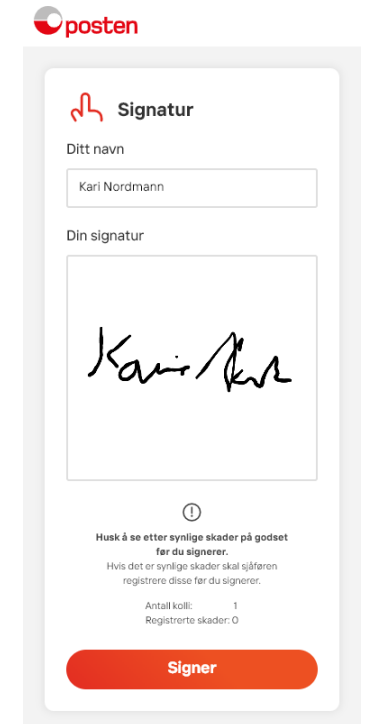 posten
Signatur
Ditt navn
Kari Nordmann
Din signatur
Kari
Husk å se etter synlige skader på godset
før du signerer.
Hvis det er synlige skader skal sjåføren
registrere disse før du signerer.
Antall kolli: 1
Registrerte skader: 0
Signer